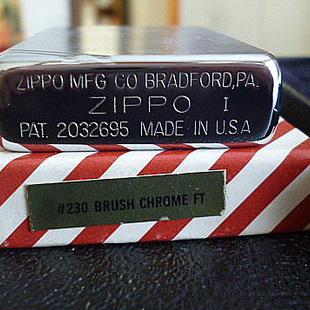 ZIPPO MFG CO BRADFORD,PA.
ZIPPO I
PAT. 2032695 MADE IN U.S.A
#230 BRUSH CHROME FT